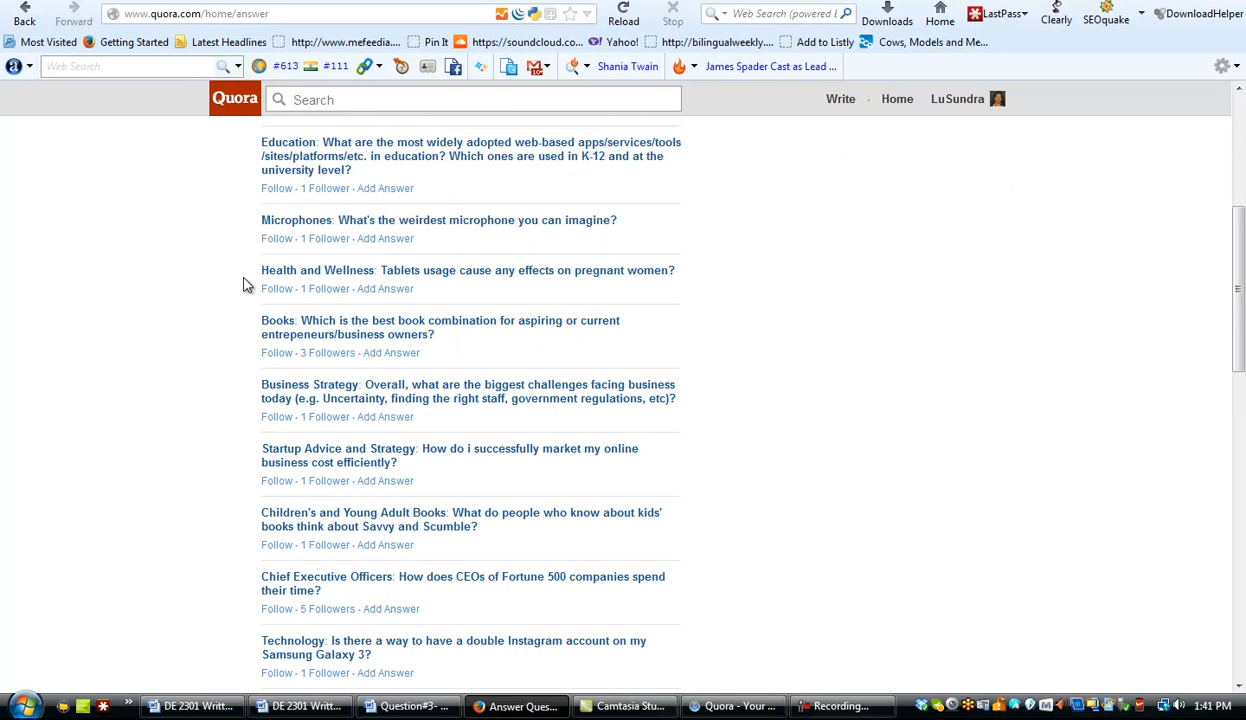 Back
Forward
www.quora.com/home/answer
Reload
Stop
Web Search (powered b
Downloads
Home
LastPass
Clearly
SEOquake
DownloadHelper
Most Visited
Getting Started
Latest Headlines
http://www.mefeedia....
Pin It
https://soundcloud.co...
Yahoo!
http://bilingualweekly....
Add to Listly
Cows, Models and Me...
Web Search
#613
#111
Shania Twain
James Spader Cast as Lead ...
Quora
Search
Write · Home LuSundra
Education: What are the most widely adopted web-based apps/services/tools
/sites/platforms/etc. in education? Which ones are used in K-12 and at the
university level?
Follow · 1 Follower · Add Answer
Microphones: What's the weirdest microphone you can imagine?
Follow · 1 Follower · Add Answer
Health and Wellness: Tablets usage cause any effects on pregnant women?
Follow · 1 Follower · Add Answer
Books: Which is the best book combination for aspiring or current
entrepeneurs/business owners?
Follow · 3 Followers · Add Answer
Business Strategy: Overall, what are the biggest challenges facing business
today (e.g. Uncertainty, finding the right staff, government regulations, etc)?
Follow · 1 Follower · Add Answer
Startup Advice and Strategy: How do i successfully market my online
business cost efficiently?
Follow · 1 Follower · Add Answer
Children's and Young Adult Books: What do people who know about kids'
books think about Savvy and Scumble?
Follow · 1 Follower · Add Answer
Chief Executive Officers: How does CEOs of Fortune 500 companies spend
their time?
Follow · 5 Followers · Add Answer
Technology: Is there a way to have a double Instagram account on my
Samsung Galaxy 3?
Follow · 1 Follower · Add Answer
DE 2301 Writt...
DE 2301 Writt...
Question#3- ...
Answer Ques...
Camtasia Stu...
Quora - Your ...
Recording...
1:41 PM